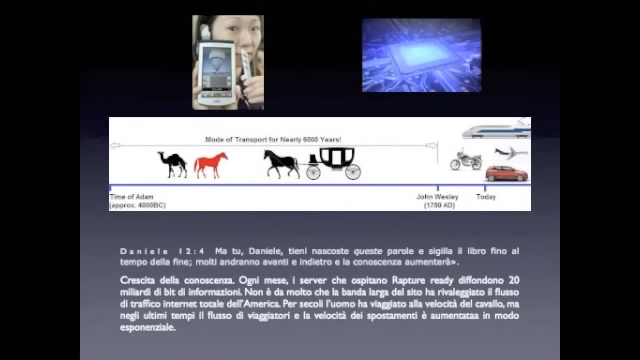 Mode of Transport for Nearly 6000 Years!
Time of Adam
(approx. 4000BC)
John Wesley
(1750 AD)
Today
Daniele 12:4 Ma tu, Daniele, tieni nascoste queste parole e sigilla il libro fino al
tempo della fine; molti andranno avanti e indietro e la conoscenza aumenterà».
Crescita della conoscenza. Ogni mese, i server che ospitano Rapture ready diffondono 20
miliardi di bit di informazioni. Non è da molto che la banda larga del sito ha rivaleggiato il flusso
di traffico internet totale dell'America. Per secoli l'uomo ha viaggiato alla velocità del cavallo, ma
negli ultimi tempi il flusso di viaggiatori e la velocità dei spostamenti è aumentataa in modo
esponenziale.